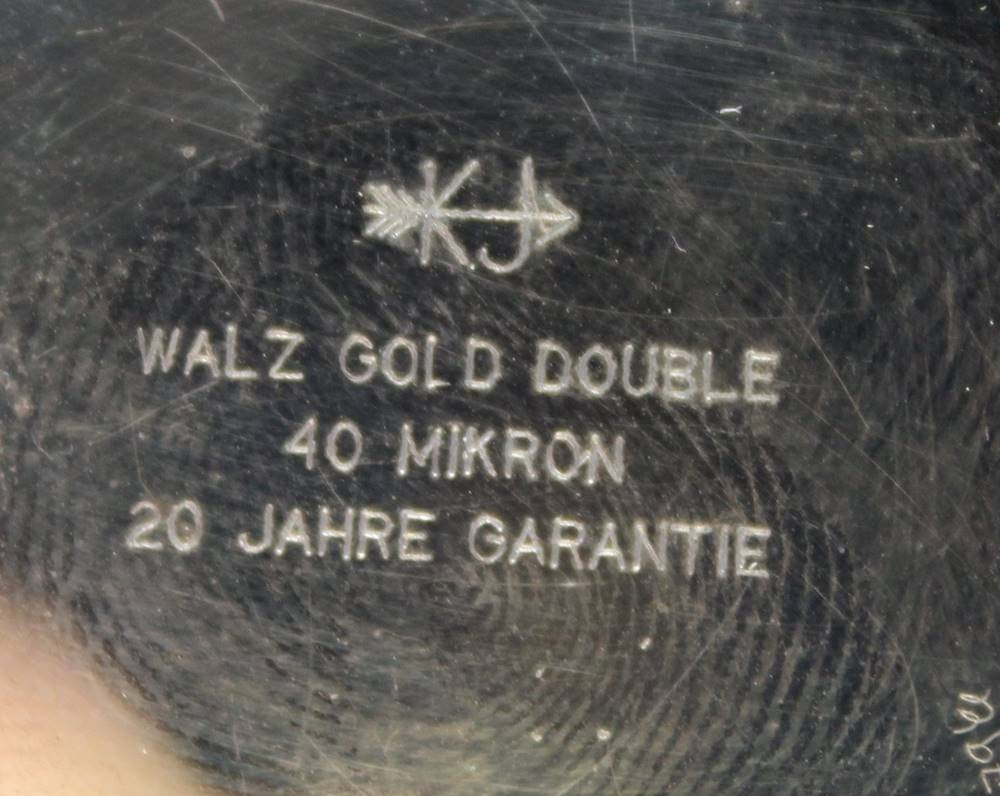 KJ
WALZ GOLD DOUBLE
40 MIKRON
20 JAHRE GARANTIE